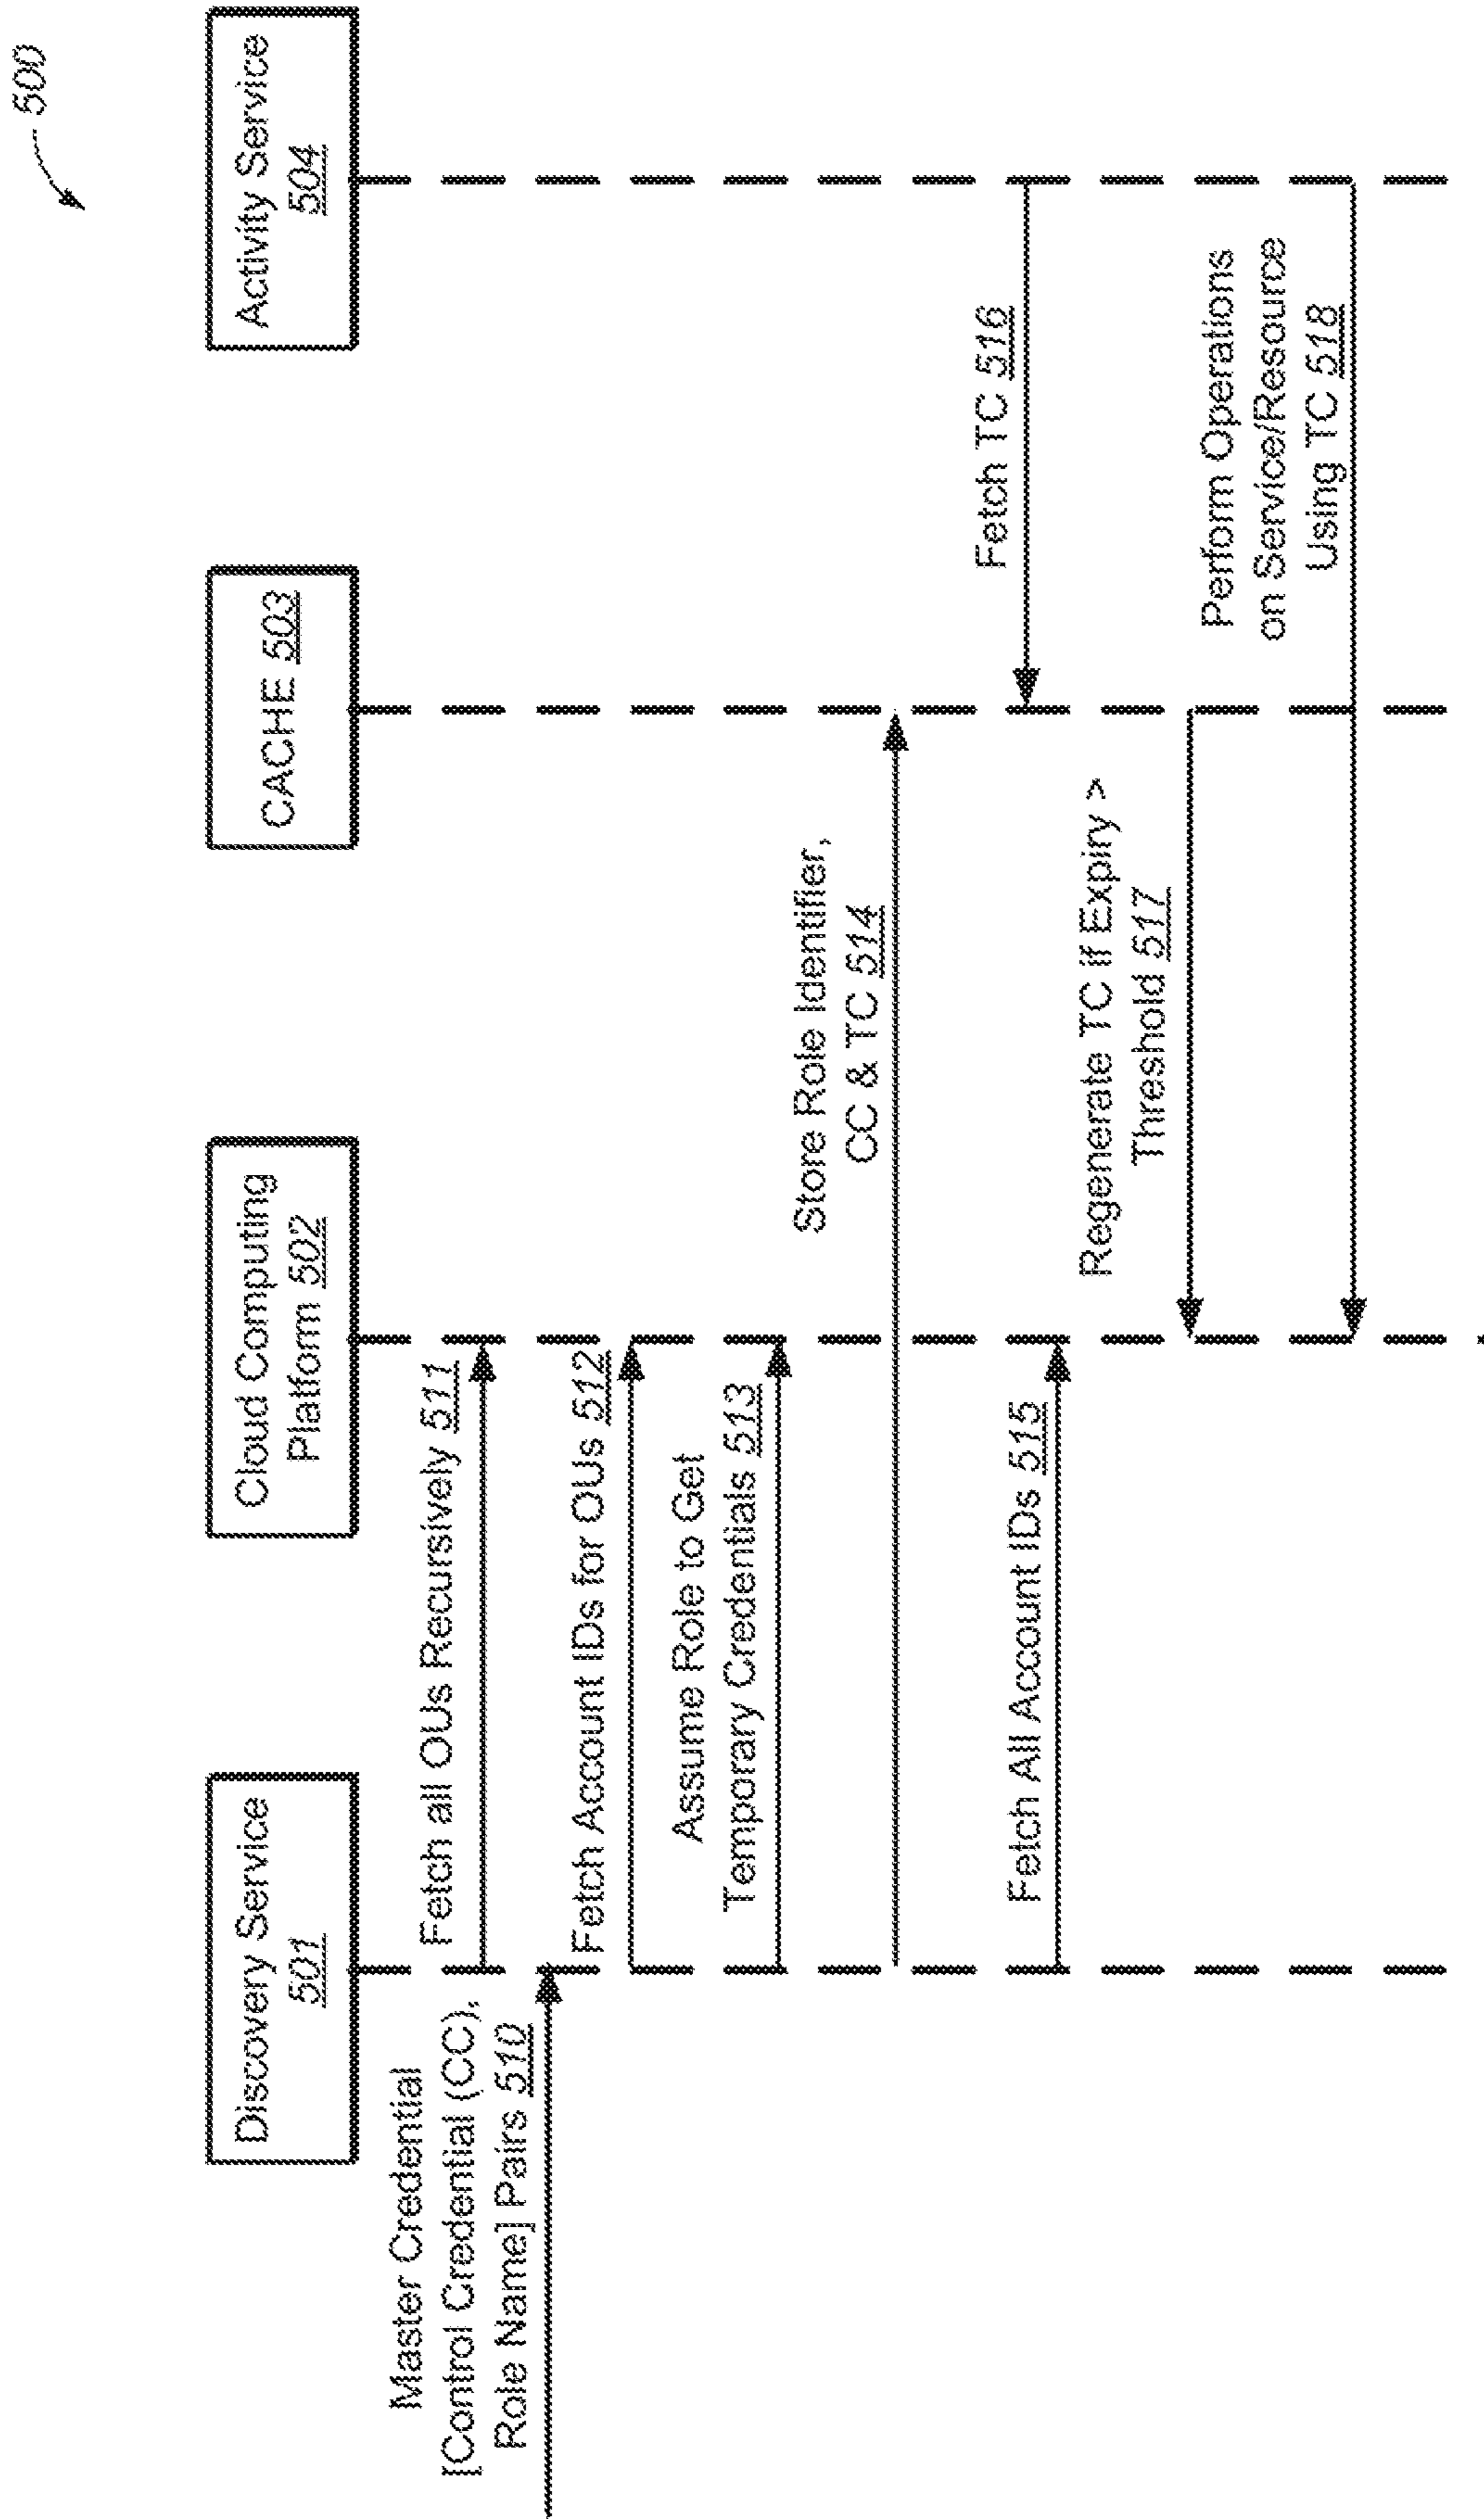 500
Discovery Service
501
Cloud Computing
Platform 502
CACHE 503
Activity Service
504
Master Credential
[Control Credential (CC),
Role Name] Pairs 510
Fetch all OUs Recursively 511
Fetch Account IDs for OUs 512
Assume Role to Get
Temporary Credentials 513
Store Role Identifier,
CC & TC 514
Fetch All Account IDs 515
Fetch TC 516
Regenerate TC if Expiry >
Threshold 517
Perform Operations
on Service/Resource
Using TC 518